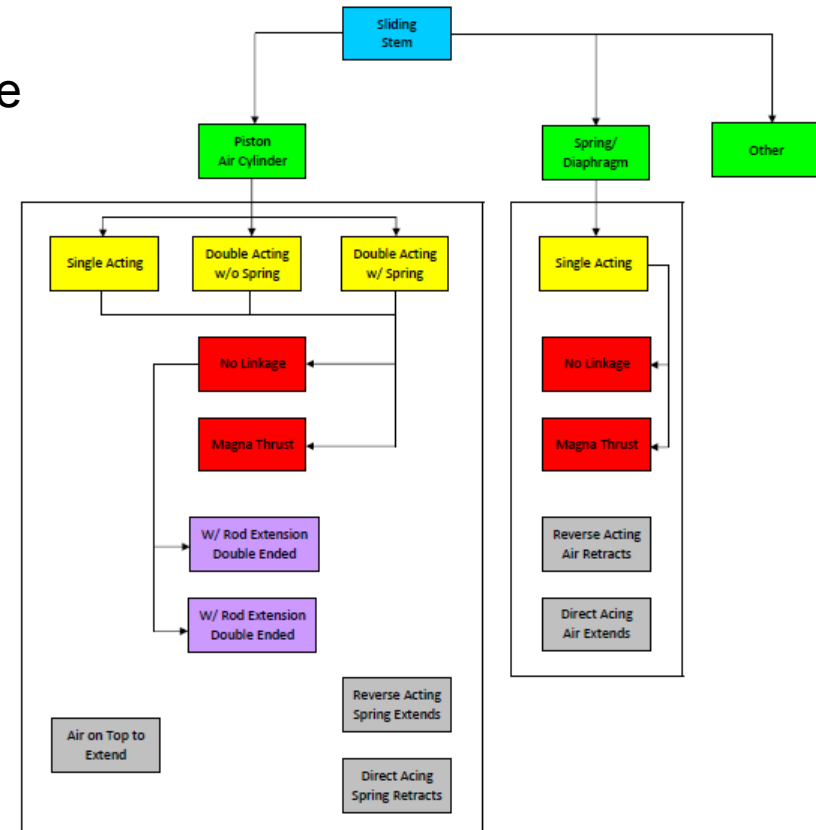 e
Sliding
Stem
Piston
Air Cylinder
Spring/
Diaphragm
Other
Single Acting
Double Acting
w/o Spring
Double Acting
w/ Spring
Single Acting
No Linkage
No Linkage
Magna Thrust
Magna Thrust
W/ Rod Extension
Double Ended
Reverse Acting
Air Retracts
W/ Rod Extension
Double Ended
Direct Acing
Air Extends
Reverse Acting
Spring Extends
Air on Top to
Extend
Direct Acing
Spring Retracts